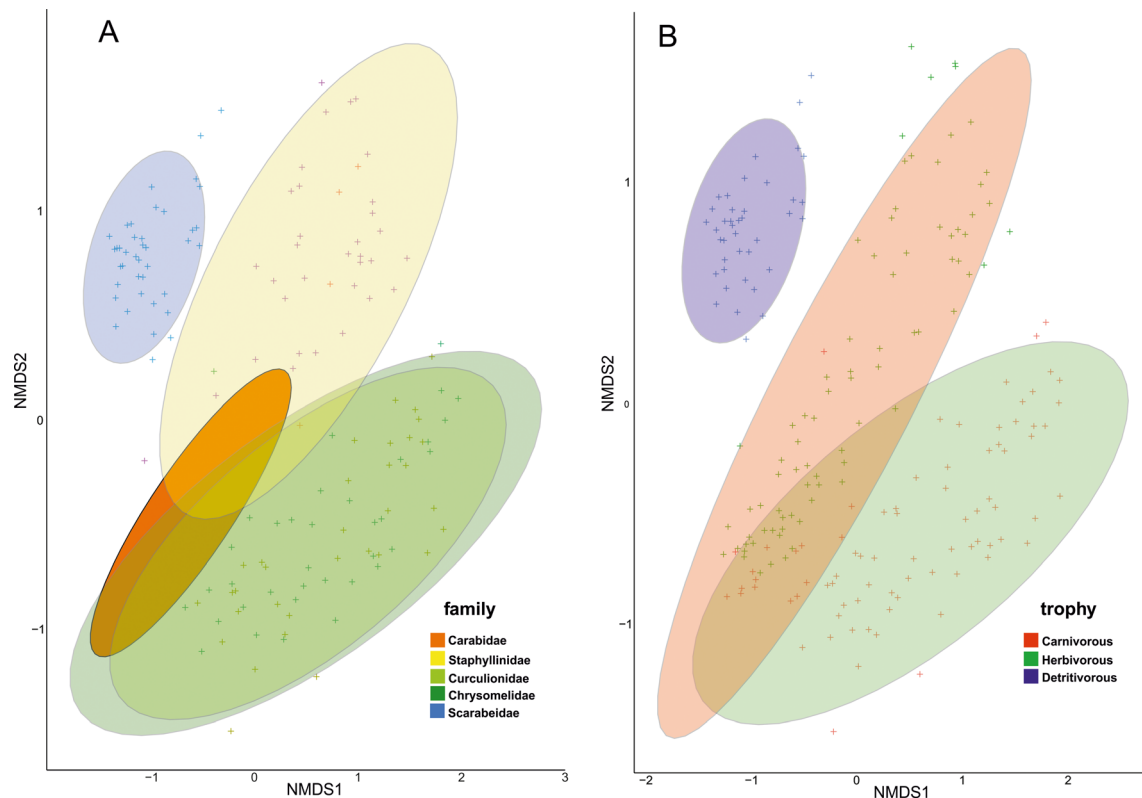 A
NMDS2
1
0
−1
−1
0
1
2
3
NMDS1
family
Carabidae
Staphyllinidae
Curculionidae
Chrysomelidae
Scarabeidae
B
NMDS2
1
0
−1
−2
−1
0
1
2
NMDS1
trophy
Carnivorous
Herbivorous
Detritivorous